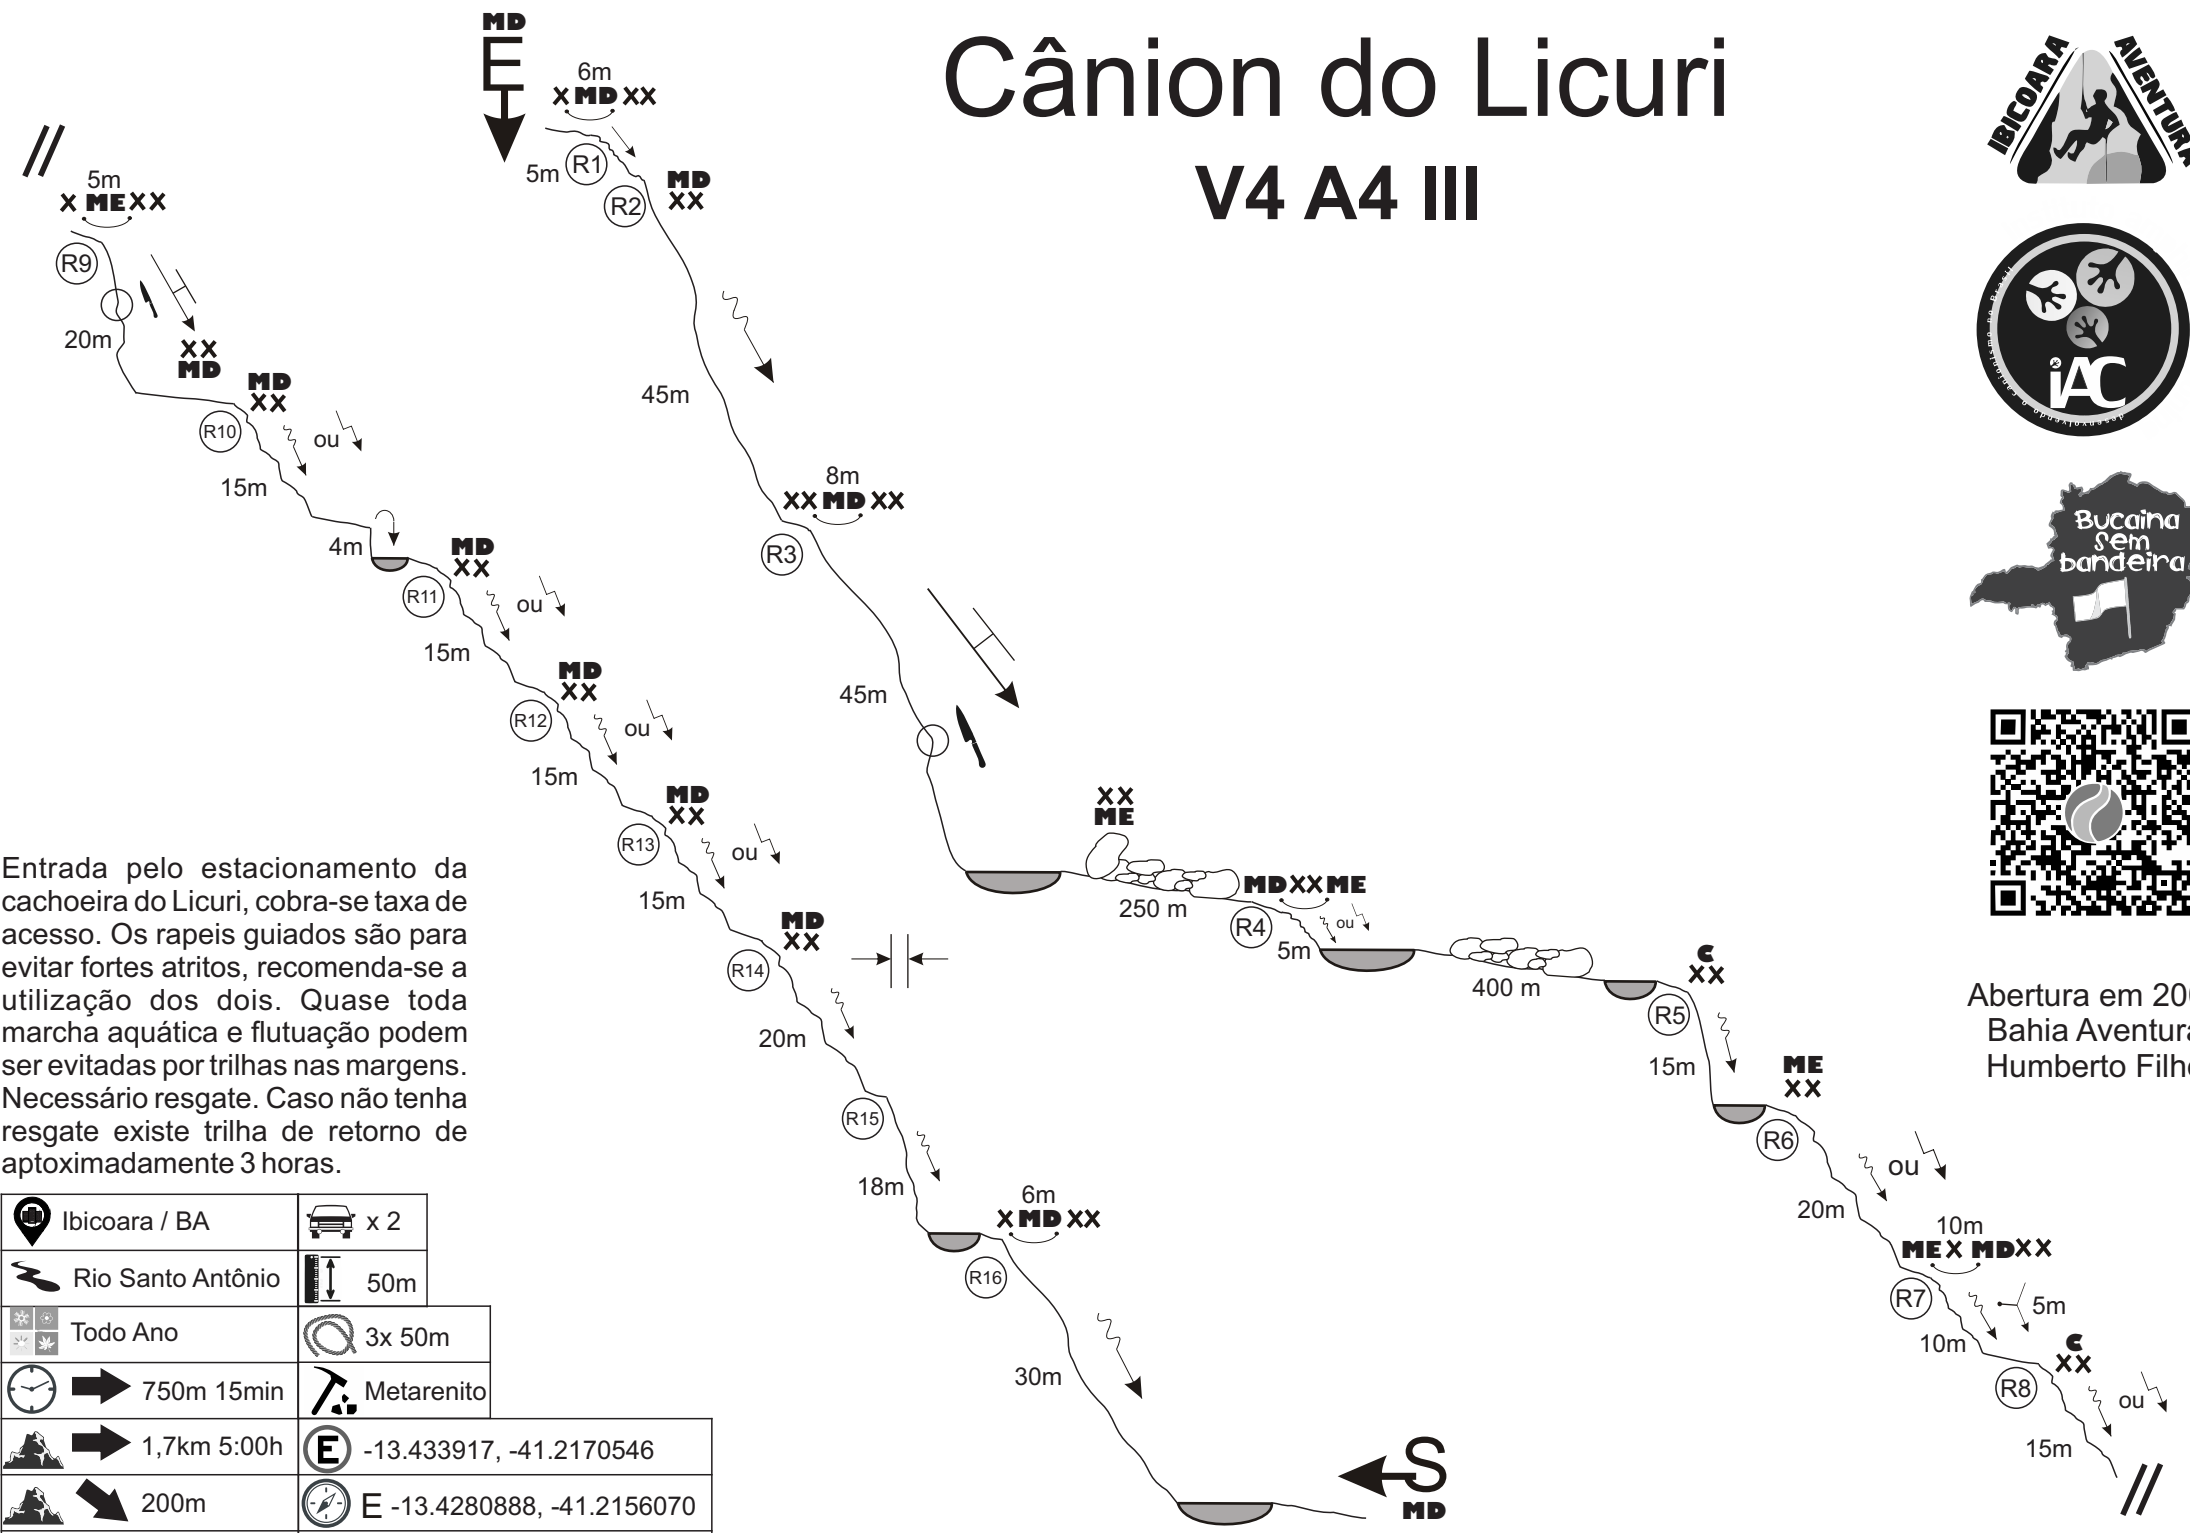 Cânion do Licuri
V4 A4 III
MD
E
6m
X MD XX
5m
R1
R2
MD
XX
45m
8m
XX MD XX
R3
45m
XX
ME
250 m
MD XX ME
R4
5m
ou
400 m
C
XX
R5
15m
ME
XX
R6
ou
20m
10m
ME X MD XX
R7
5m
10m
C
XX
R8
ou
15m
//
//
5m
X ME XX
R9
20m
XX
MD
MD
XX
R10
ou
15m
4m
MD
XX
R11
ou
15m
MD
XX
R12
ou
15m
MD
XX
R13
ou
15m
MD
XX
R14
20m
R15
18m
6m
X MD XX
R16
30m
S
MD
IBICOARA
AVENTURA
desenvolvendo o canionismo no Brasil
iAC
Bucaina
sem
bandeira
Abertura em 200
Bahia Aventura
Humberto Filho
Entrada pelo estacionamento da
cachoeira do Licuri, cobra-se taxa de
acesso. Os rapeis guiados são para
evitar fortes atritos, recomenda-se a
utilização dos dois. Quase toda
marcha aquática e flutuação podem
ser evitadas por trilhas nas margens.
Necessário resgate. Caso não tenha
resgate existe trilha de retorno de
aptoximadamente 3 horas.
Ibicoara / BA
x 2
Rio Santo Antônio
50m
Todo Ano
3x 50m
750m 15min
Metarenito
1,7km 5:00h
E -13.433917, -41.2170546
200m
E -13.4280888, -41.2156070